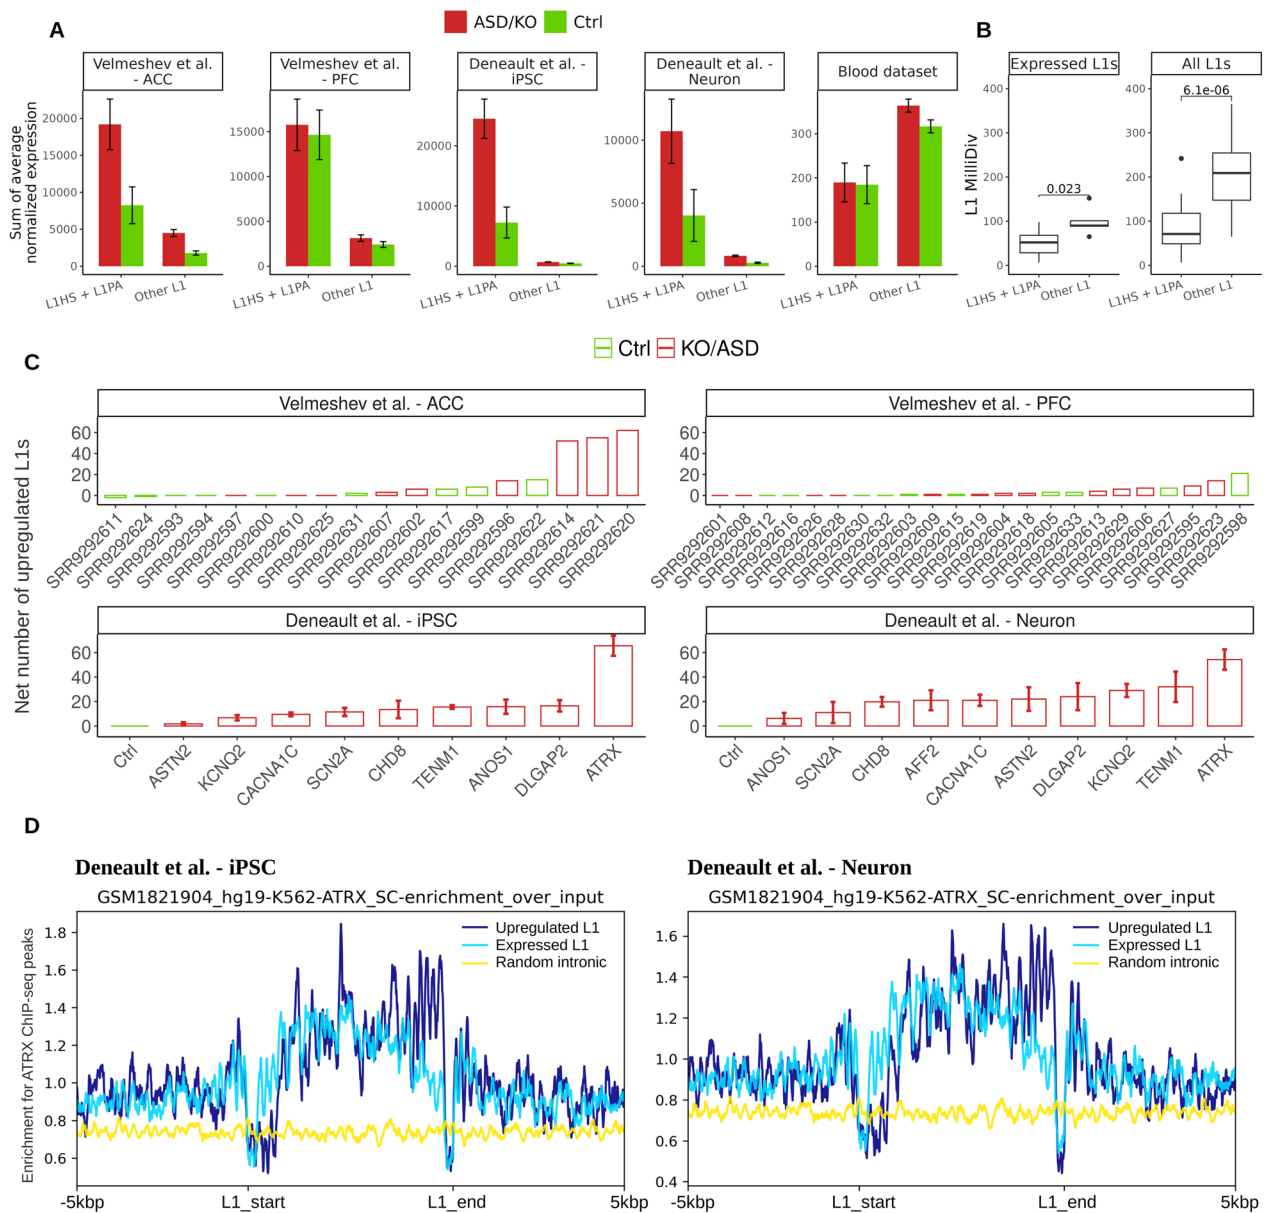 A
ASD/KO
Ctrl
B
Velmeshev et al.
- ACC
Velmeshev et al.
- PFC
Deneault et al. -
iPSC
Deneault et al. -
Neuron
Blood dataset
Expressed L1s
All L1s
Sum of average
normalized expression
20000
15000
10000
5000
0
L1HS + L1PA
Other L1
15000
10000
5000
0
L1HS + L1PA
Other L1
20000
10000
0
L1HS + L1PA
Other L1
10000
5000
0
L1HS + L1PA
Other L1
300
200
100
0
L1HS + L1PA
Other L1
L1 MilliDiv
400
300
200
100
0
0.023
L1HS + L1PA
Other L1
400
300
200
100
0
6.1e-06
L1HS + L1PA
Other L1
C
Ctrl
KO/ASD
Net number of upregulated L1s
Velmeshev et al. - ACC
60
40
20
0
SRR9292611
SRR9292624
SRR9292593
SRR9292594
SRR9292597
SRR9292600
SRR9292610
SRR9292625
SRR9292631
SRR9292607
SRR9292602
SRR9292617
SRR9292599
SRR9292596
SRR9292622
SRR9292614
SRR9292621
SRR9292620
Velmeshev et al. - PFC
60
40
20
0
SRR9292601
SRR9292608
SRR9292612
SRR9292616
SRR9292626
SRR9292628
SRR9292630
SRR9292632
SRR9292603
SRR9292609
SRR9292615
SRR9292619
SRR9292604
SRR9292618
SRR9292605
SRR9292633
SRR9292613
SRR9292629
SRR9292606
SRR9292627
SRR9292595
SRR9292623
SRR9292598
Deneault et al. - iPSC
60
40
20
0
Ctrl
ASTN2
KCNQ2
CACNA1C
SCN2A
CHD8
TENM1
ANOS1
DLGAP2
ATRX
Deneault et al. - Neuron
60
40
20
0
Ctrl
ANOS1
SCN2A
CHD8
AFF2
CACNA1C
ASTN2
DLGAP2
KCNQ2
TENM1
ATRX
D
Deneault et al. - iPSC
GSM1821904_hg19-K562-ATRX_SC-enrichment_over_input
Enrichment for ATRX ChIP-seq peaks
1.8
1.6
1.4
1.2
1.0
0.8
0.6
Upregulated L1
Expressed L1
Random intronic
-5kbp
L1_start
L1_end
5kbp
Deneault et al. - Neuron
GSM1821904_hg19-K562-ATRX_SC-enrichment_over_input
1.6
1.4
1.2
1.0
0.8
0.6
0.4
Upregulated L1
Expressed L1
Random intronic
-5kbp
L1_start
L1_end
5kbp